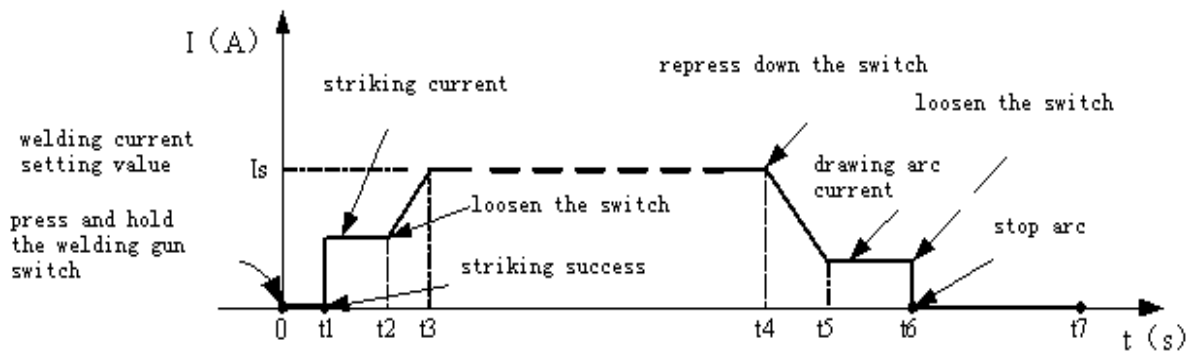 I (A)
repress down the switch
striking current
loosen the switch
welding current
setting value
Is
drawing arc
current
press and hold
the welding gun
switch
loosen the switch
stop arc
striking success
0
t1
t2
t3
t4
t5
t6
t7
t (s)